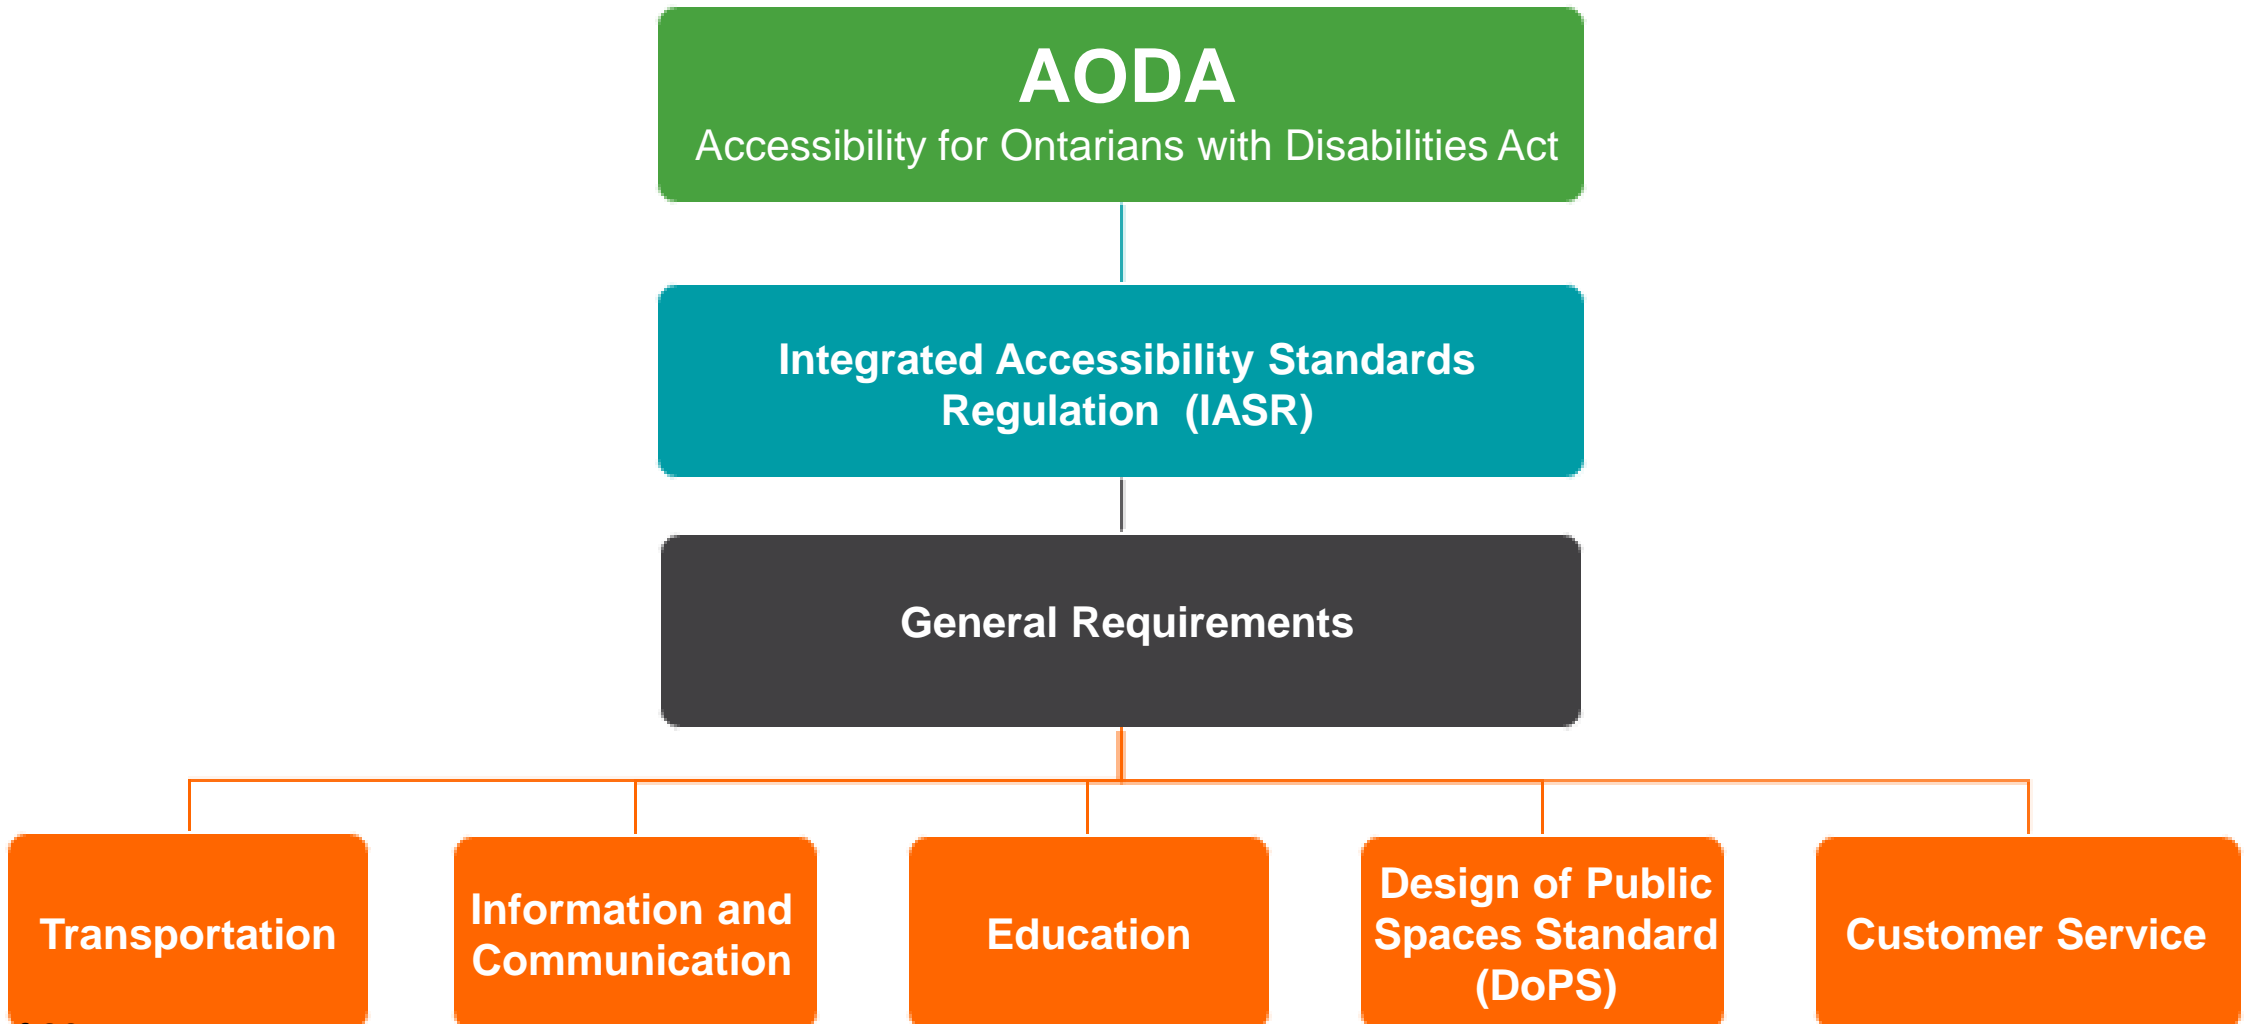 AODA
Accessibility for Ontarians with Disabilities Act
Integrated Accessibility Standards
Regulation (IASR)
General Requirements
Transportation
Information and
Communication
Education
Design of Public
Spaces Standard
(DoPS)
Customer Service